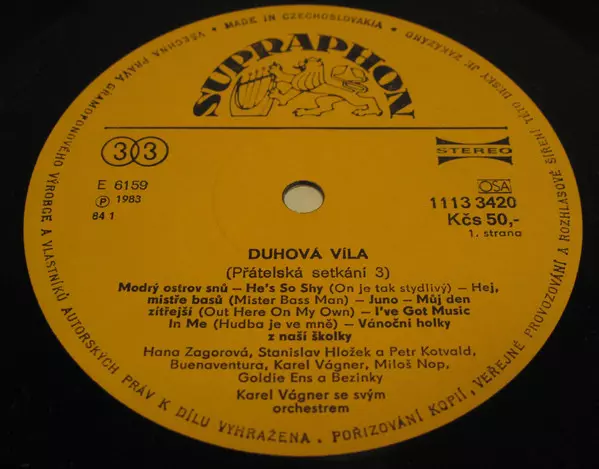 MADE IN CZECHOSLOVAKIA • VŠECHNA PRÁVA GRAMOFONOVÉHO VÝROBCE A VLASTNÍKŮ AUTORSKÝCH PRÁV K DÍLU VYHRAŽENA. POŘIZOVÁNÍ KOPIÍ, VEŘEJNÉ PROVOZOVÁNÍ A ROZHLASOVÉ ŠÍŘENÍ TÉTO DESKY JE ZAKÁZÁNO
SUPRAPHON
33
STEREO
E 6159
Ⓟ 1983
84 1
OSA
1113 3420
Kčs 50,-
1. strana
DUHOVÁ VÍLA
(Přátelská setkání 3)
Modrý ostrov snů – He's So Shy (On je tak stydlivý) – Hej,
mistře basů (Mister Bass Man) – Juno – Můj den
zítřejší (Out Here On My Own) – I've Got Music
In Me (Hudba je ve mně) – Vánoční holky
z naší školky
Hana Zagorová, Stanislav Hložek a Petr Kotvald,
Buenaventura, Karel Vágner, Miloš Nop,
Goldie Ens a Bezinky
Karel Vágner se svým
orchestrem